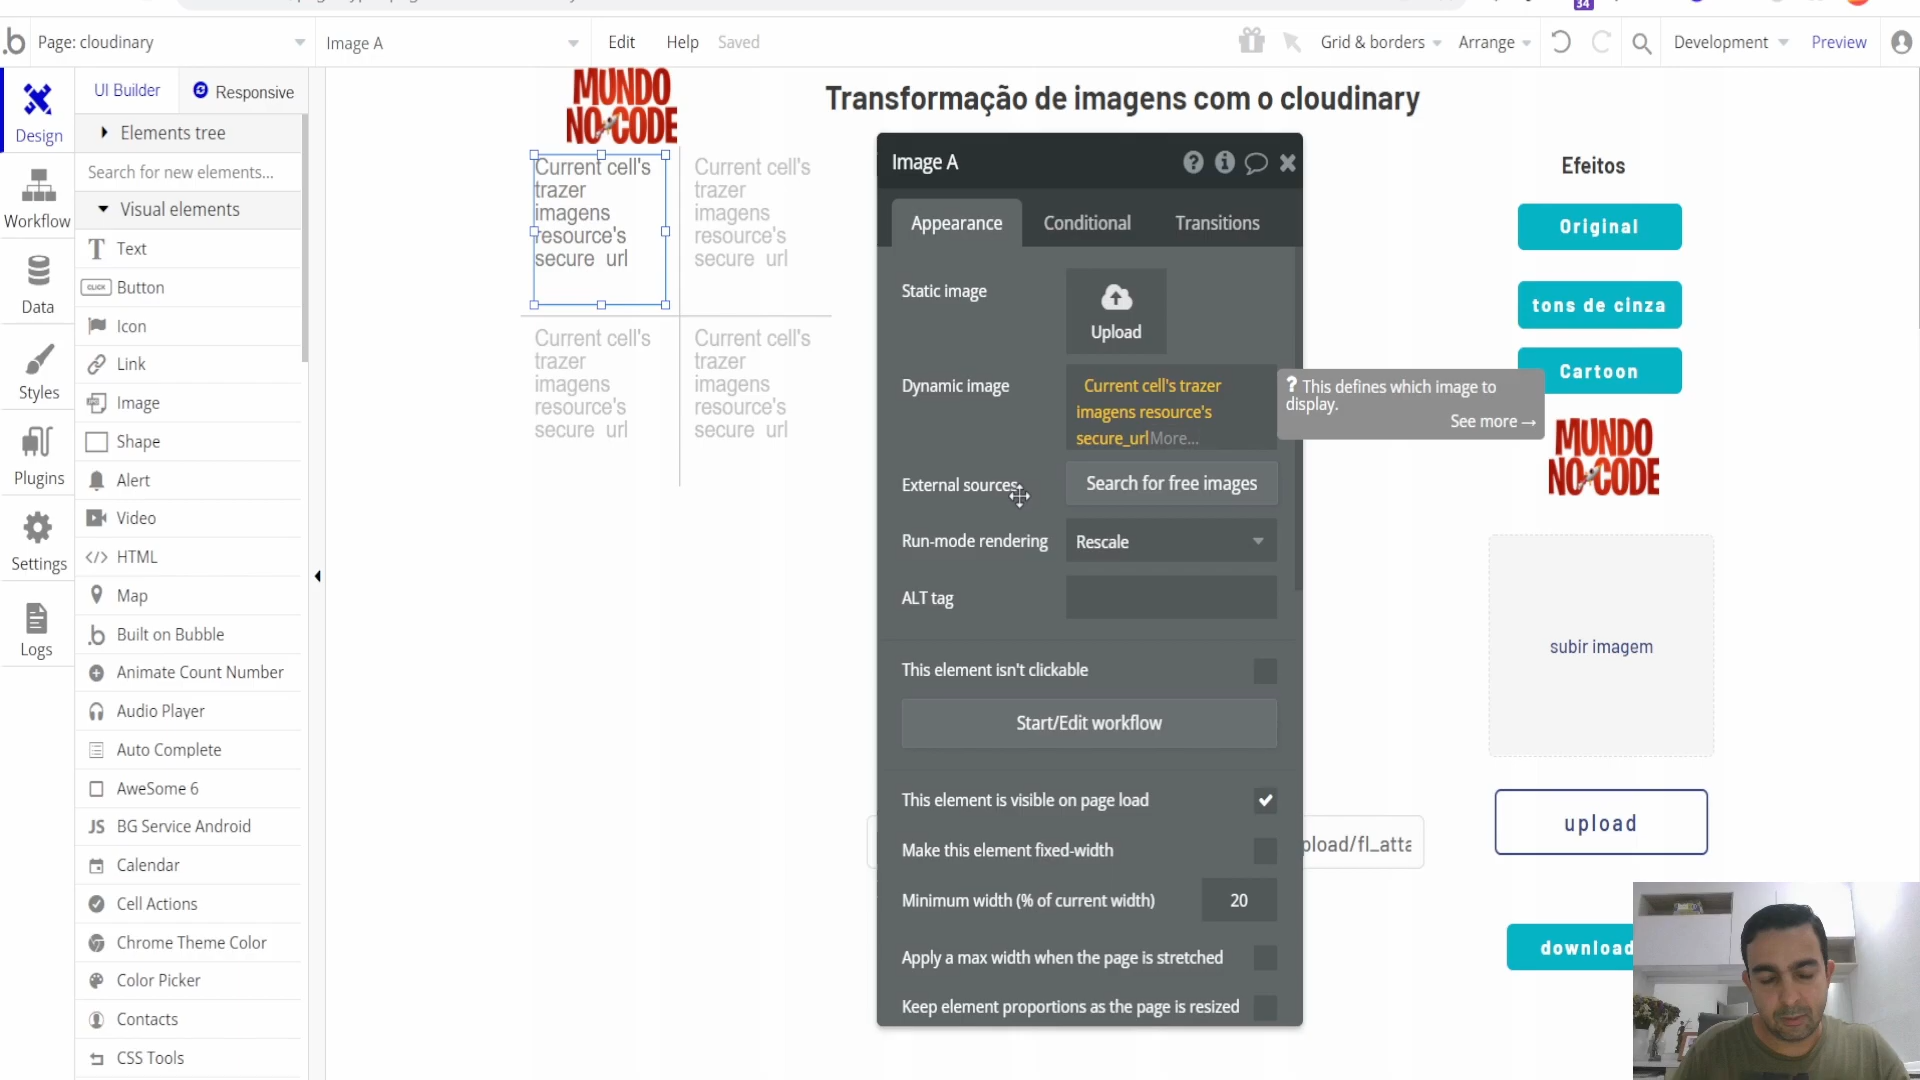 34
Page: cloudinary
Image A
Edit
Help
Saved
Grid & borders
Arrange
Development
Preview
Design
Workflow
Data
Styles
Plugins
Settings
Logs
UI Builder
Responsive
Elements tree
Search for new elements...
Visual elements
Text
CLICK
Button
Icon
Link
Image
Shape
Alert
Video
HTML
Map
Built on Bubble
Animate Count Number
Audio Player
Auto Complete
AweSome 6
JS
BG Service Android
Calendar
Cell Actions
Chrome Theme Color
Color Picker
Contacts
CSS Tools
MUNDO
NO CODE
Transformação de imagens com o cloudinary
Current cell's
trazer
imagens
resource's
secure url
Current cell's
trazer
imagens
resource's
secure url
Current cell's
trazer
imagens
resource's
secure url
Current cell's
trazer
imagens
resource's
secure url
Image A
Appearance
Conditional
Transitions
Static image
Upload
Dynamic image
Current cell's trazer
imagens resource's
secure_urlMore...
External sources
Search for free images
Run-mode rendering
Rescale
ALT tag
This element isn't clickable
Start/Edit workflow
This element is visible on page load
Make this element fixed-width
Minimum width (% of current width)
20
Apply a max width when the page is stretched
Keep element proportions as the page is resized
? This defines which image to
display.
See more →
Efeitos
Original
tons de cinza
Cartoon
MUNDO
NO CODE
subir imagem
pload/fl_atta
upload
download